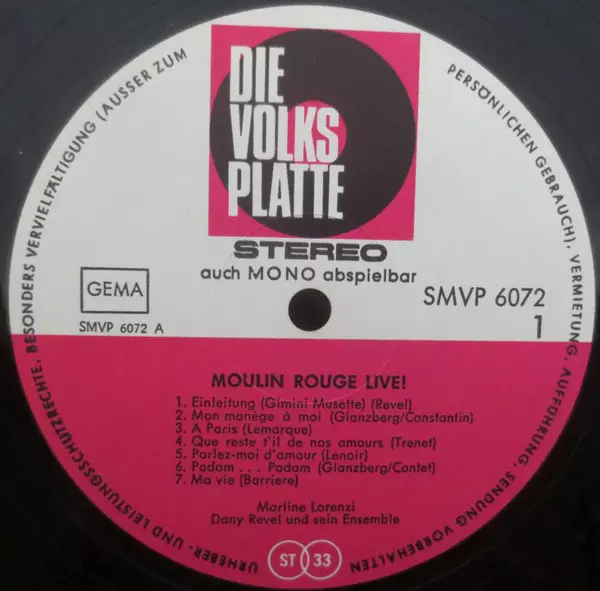 DIE
VOLKS
PLATTE
STEREO
auch MONO abspielbar
GEMA
SMVP 6072 A
SMVP 6072
1
MOULIN ROUGE LIVE!
1. Einleitung (Gimini Musette) (Revel)
2. Mon manège à moi (Glanzberg/Constantin)
3. A Paris (Lemarque)
4. Que reste t'il de nos amours (Trenet)
5. Parlez-moi d'amour (Lenoir)
6. Padam . . . Padam (Glanzberg/Contet)
7. Ma vie (Barriere)
Martine Lorenzi
Dany Revel und sein Ensemble
ST 33
URHEBER- UND LEISTUNGSSCHUTZRECHTE, BESONDERS VERVIELFÄLTIGUNG (AUSSER ZUM PERSÖNLICHEN GEBRAUCH), VERMIETUNG, AUFFÜHRUNG, SENDUNG VORBEHALTEN